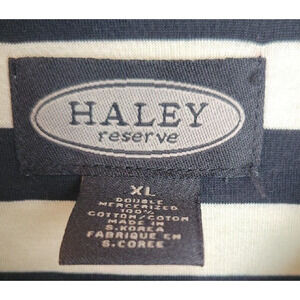 HALEY
reserve
XL
DOUBLE
MERCERIZED
100%
COTTON/COTON
MADE IN
S.KOREA
FABRIQUE EN
S.COREE